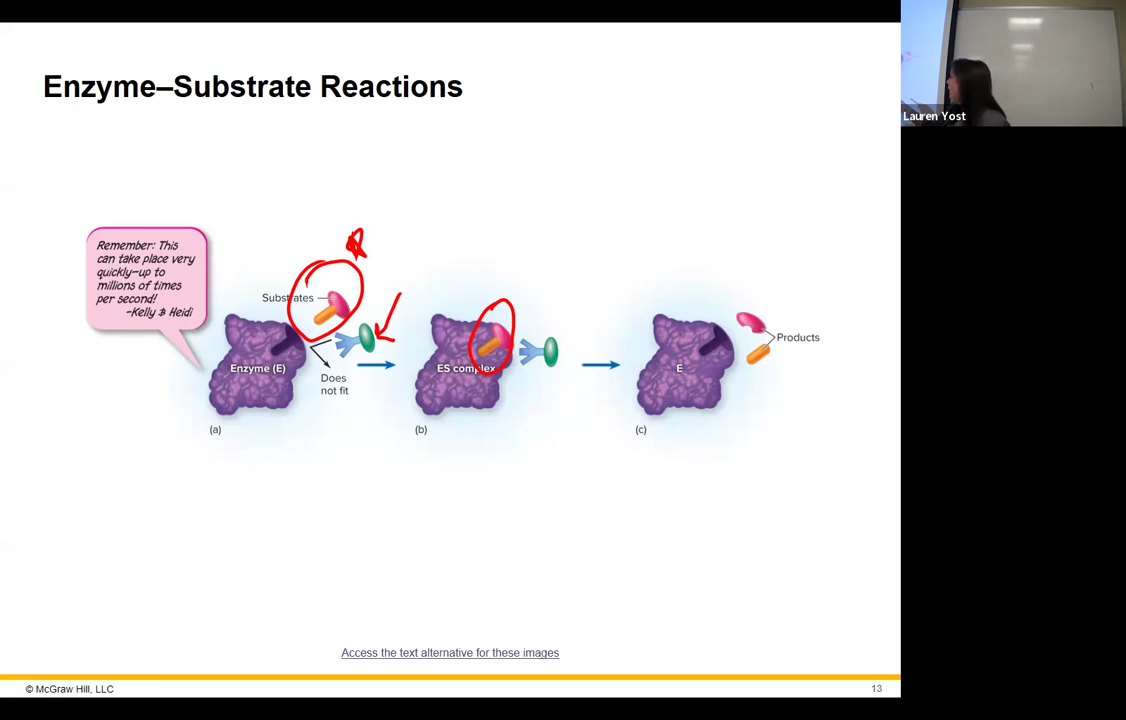 Enzyme–Substrate Reactions
Lauren Yost
Remember: This
can take place very
quickly–up to
millions of times
per second!
–Kelly & Heidi
Substrates
Enzyme (E)
Does
not fit
(a)
ES complex
(b)
E
Products
(c)
Access the text alternative for these images
© McGraw Hill, LLC
13